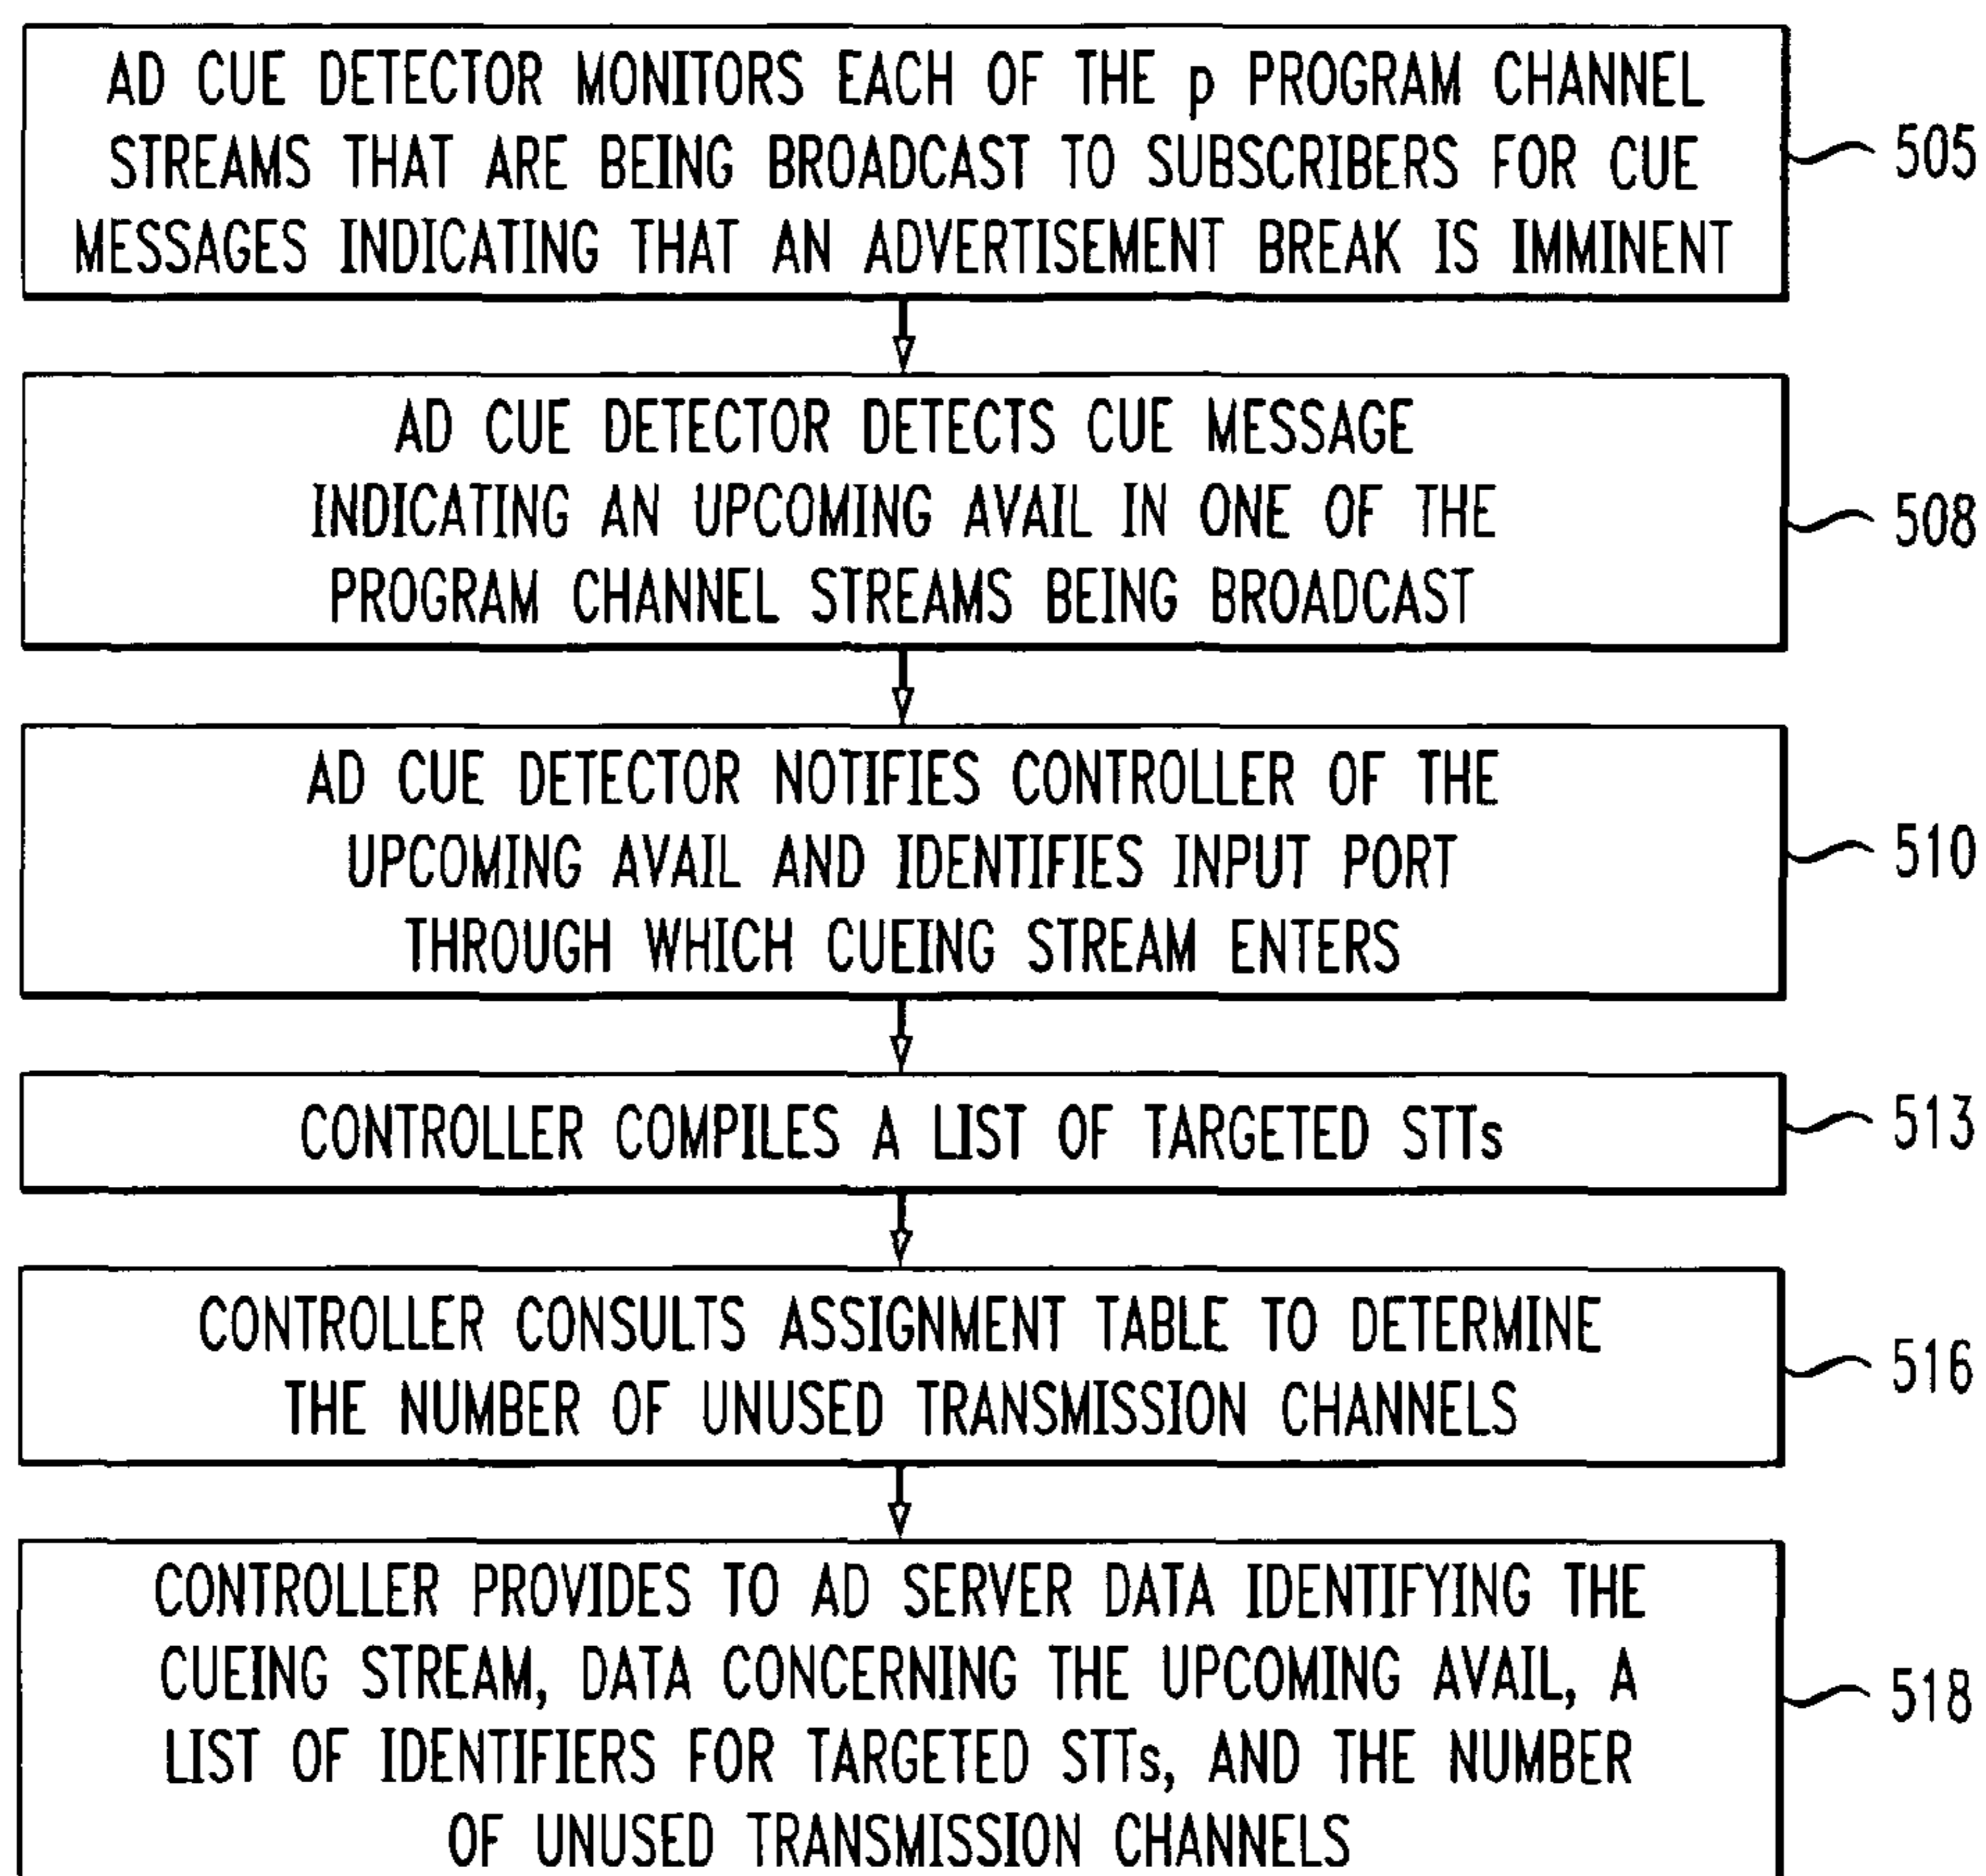 AD CUE DETECTOR MONITORS EACH OF THE p PROGRAM CHANNEL
STREAMS THAT ARE BEING BROADCAST TO SUBSCRIBERS FOR CUE
MESSAGES INDICATING THAT AN ADVERTISEMENT BREAK IS IMMINENT
505
AD CUE DETECTOR DETECTS CUE MESSAGE
INDICATING AN UPCOMING AVAIL IN ONE OF THE
PROGRAM CHANNEL STREAMS BEING BROADCAST
508
AD CUE DETECTOR NOTIFIES CONTROLLER OF THE
UPCOMING AVAIL AND IDENTIFIES INPUT PORT
THROUGH WHICH CUEING STREAM ENTERS
510
CONTROLLER COMPILES A LIST OF TARGETED STTs
513
CONTROLLER CONSULTS ASSIGNMENT TABLE TO DETERMINE
THE NUMBER OF UNUSED TRANSMISSION CHANNELS
516
CONTROLLER PROVIDES TO AD SERVER DATA IDENTIFYING THE
CUEING STREAM, DATA CONCERNING THE UPCOMING AVAIL, A
LIST OF IDENTIFIERS FOR TARGETED STTs, AND THE NUMBER
OF UNUSED TRANSMISSION CHANNELS
518